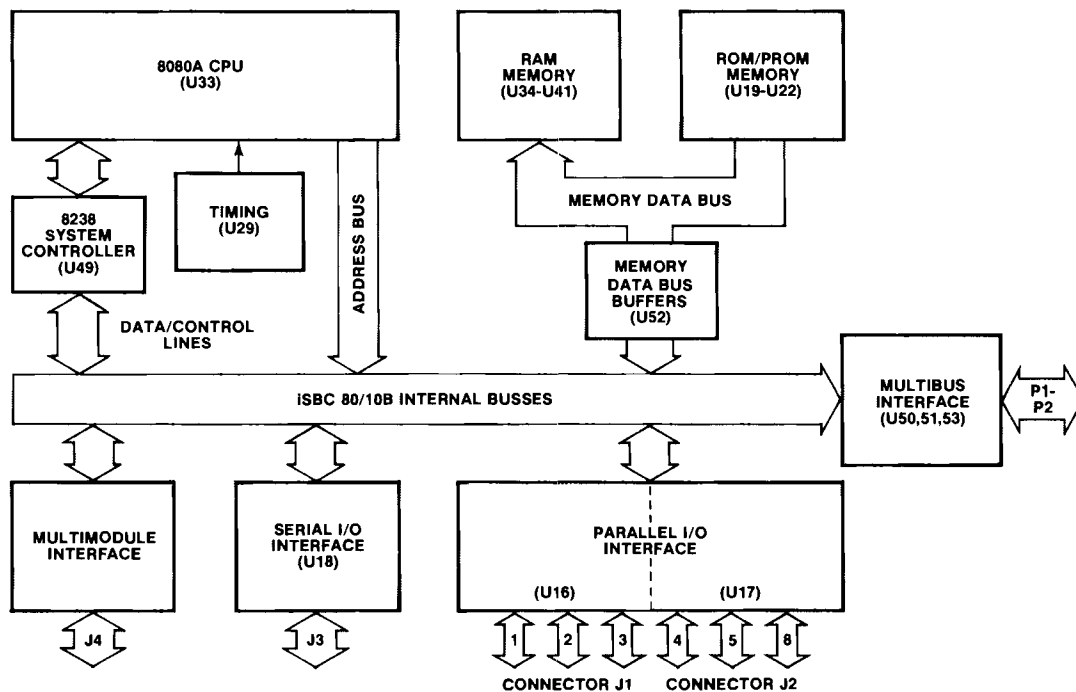 8080A CPU
(U33)
RAM
MEMORY
(U34-U41)
ROM/PROM
MEMORY
(U19-U22)
8238
SYSTEM
CONTROLLER
(U49)
TIMING
(U29)
ADDRESS BUS
MEMORY DATA BUS
MEMORY
DATA BUS
BUFFERS
(U52)
DATA/CONTROL
LINES
iSBC 80/10B INTERNAL BUSSES
MULTIBUS
INTERFACE
(U50,51,53)
P1-
P2
MULTIMODULE
INTERFACE
SERIAL I/O
INTERFACE
(U18)
PARALLEL I/O
INTERFACE
(U16)
(U17)
J4
J3
1
2
3
4
5
8
CONNECTOR J1
CONNECTOR J2